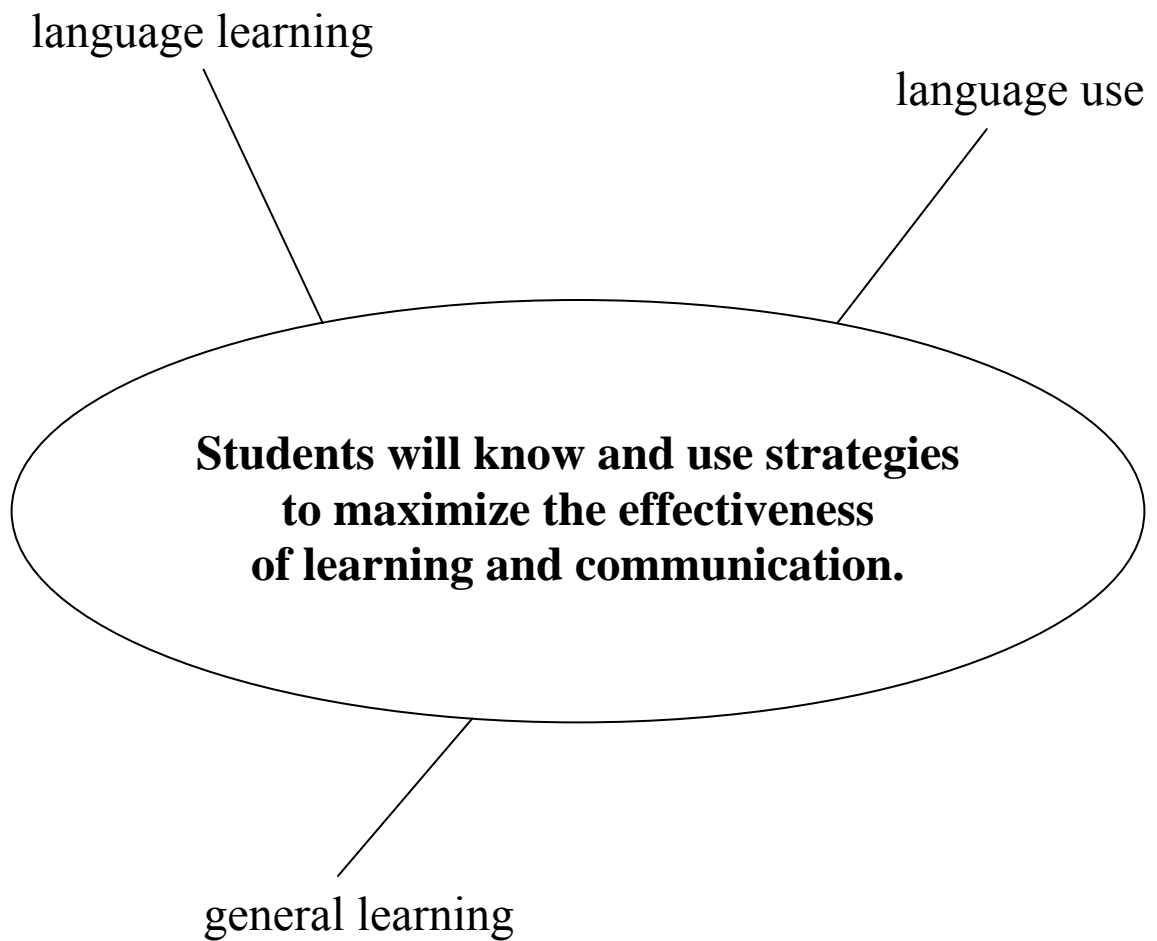 language learning
language use
Students will know and use strategies
to maximize the effectiveness
of learning and communication.
general learning